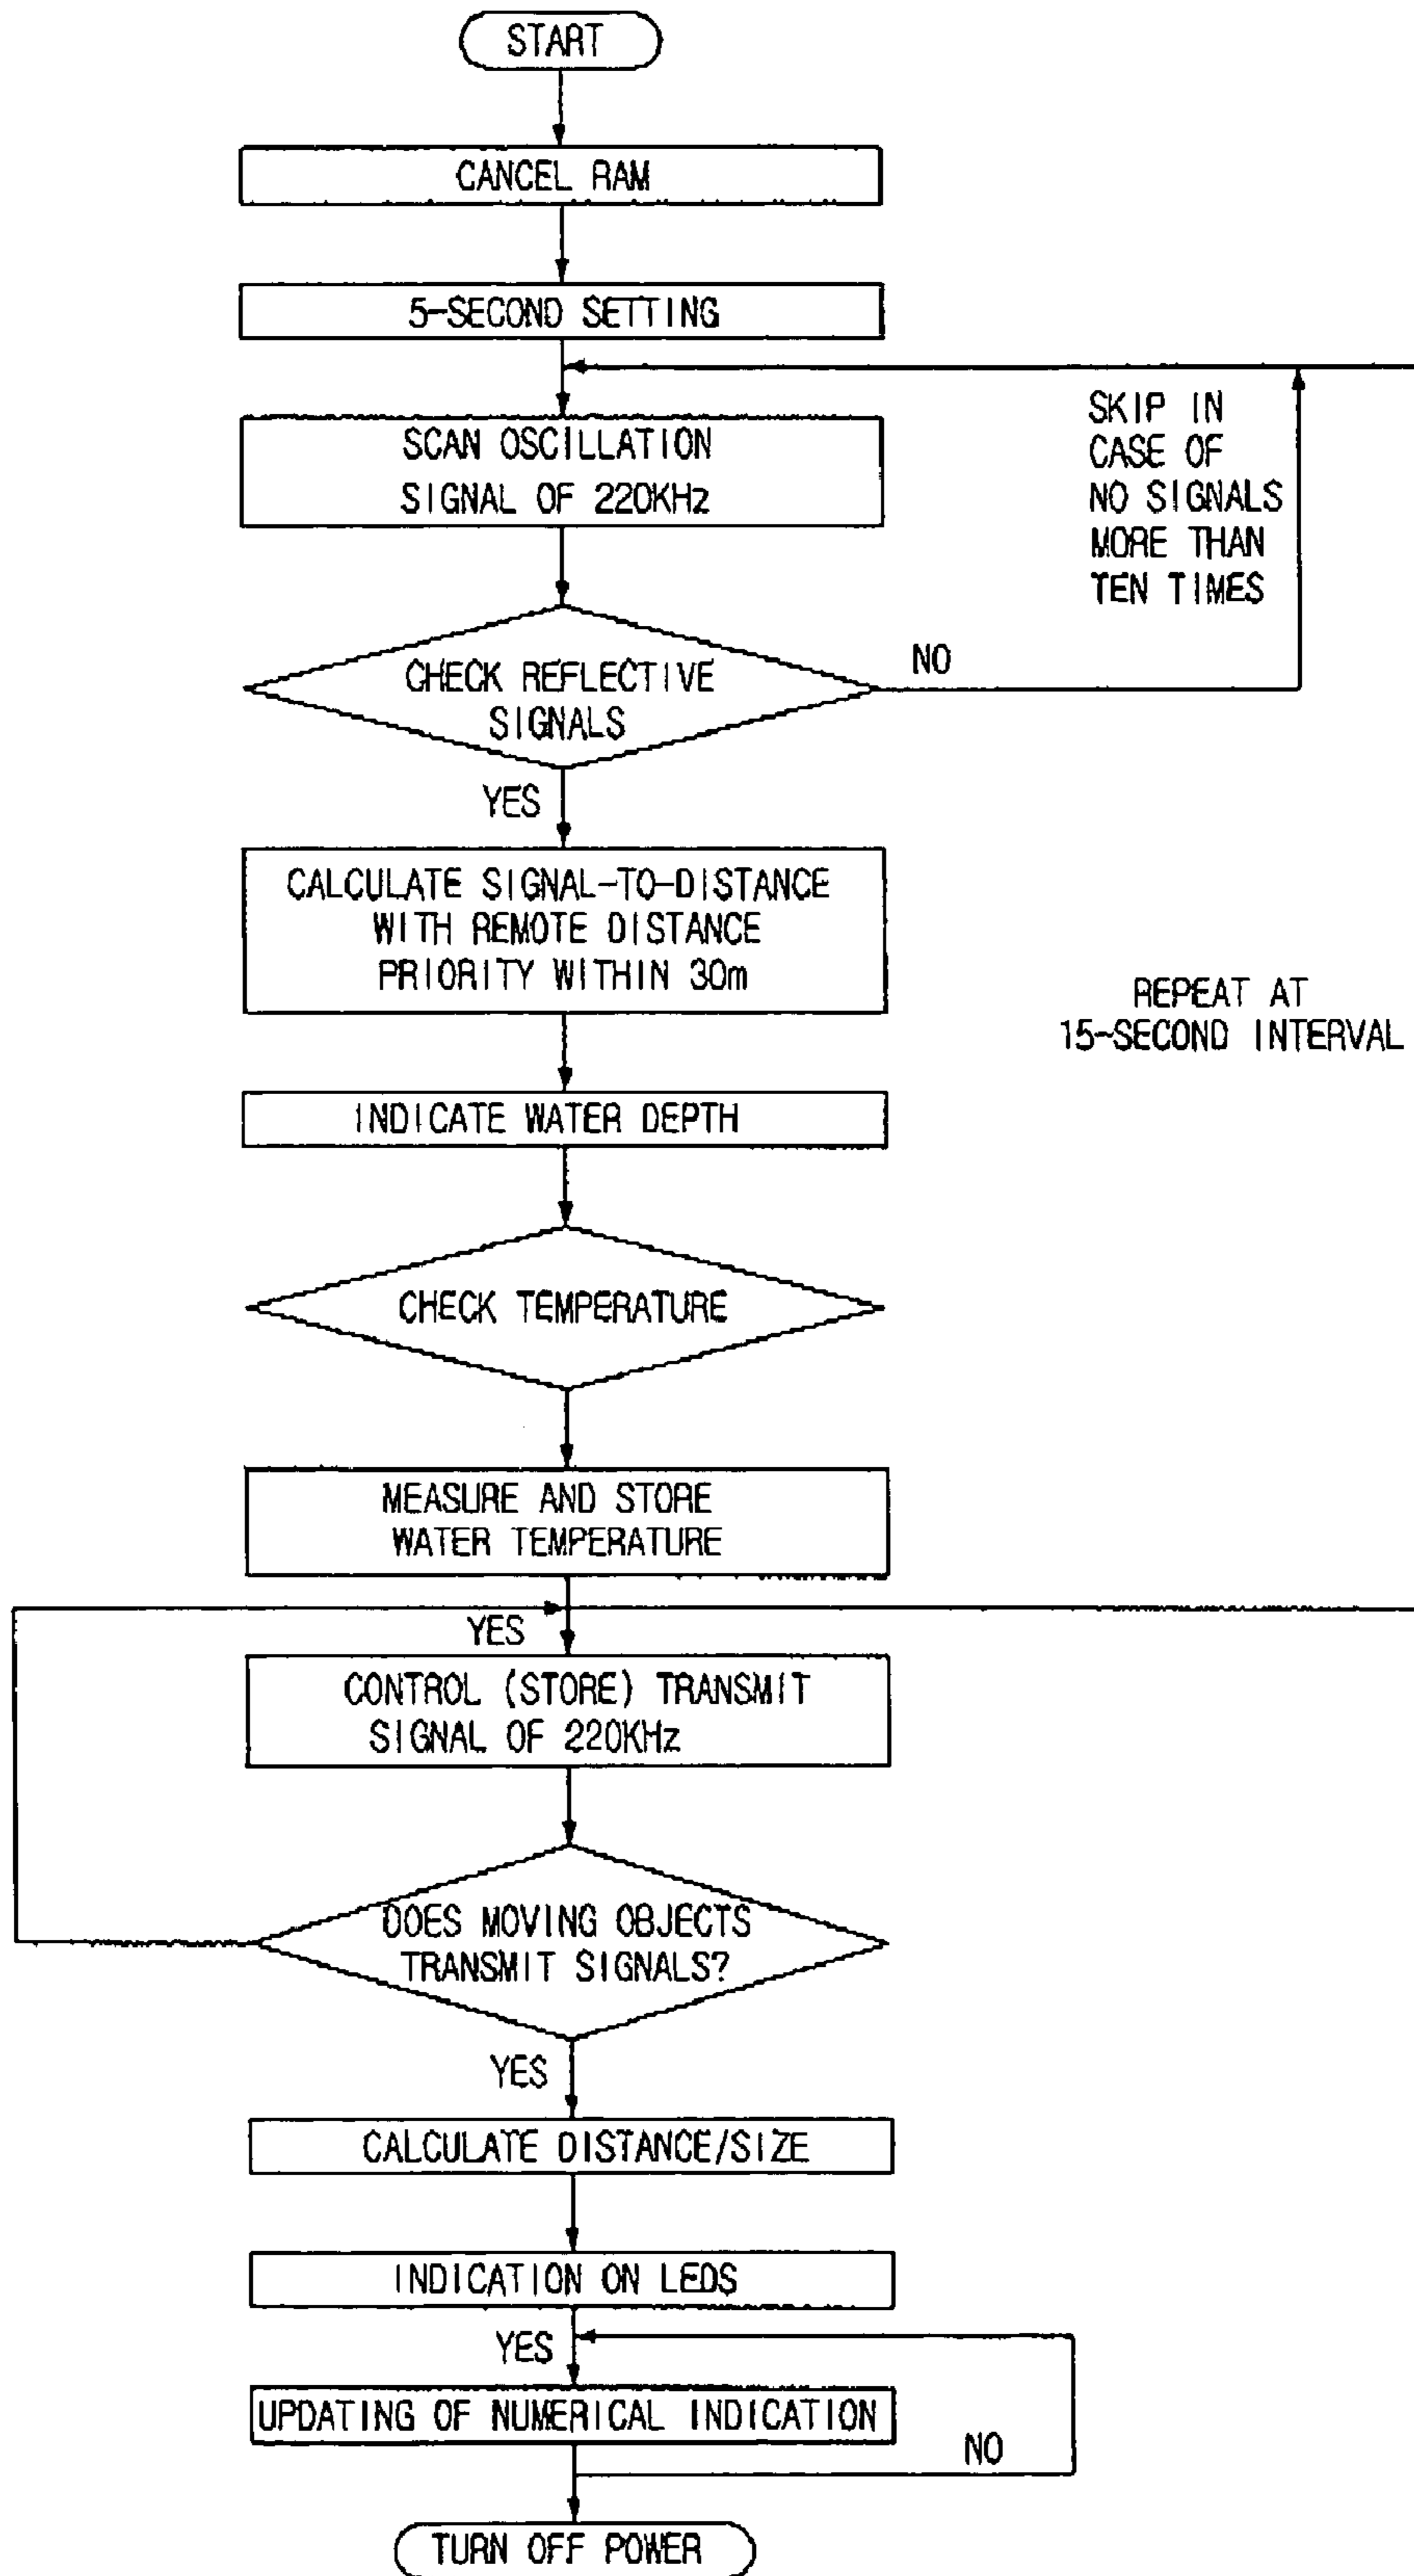 START
CANCEL RAM
5-SECOND SETTING
SCAN OSCILLATION
SIGNAL OF 220KHz
SKIP IN
CASE OF
NO SIGNALS
MORE THAN
TEN TIMES
CHECK REFLECTIVE
SIGNALS
NO
YES
CALCULATE SIGNAL-TO-DISTANCE
WITH REMOTE DISTANCE
PRIORITY WITHIN 30m
REPEAT AT
15-SECOND INTERVAL
INDICATE WATER DEPTH
CHECK TEMPERATURE
MEASURE AND STORE
WATER TEMPERATURE
YES
CONTROL (STORE) TRANSMIT
SIGNAL OF 220KHz
DOES MOVING OBJECTS
TRANSMIT SIGNALS?
YES
CALCULATE DISTANCE/SIZE
INDICATION ON LEDS
YES
UPDATING OF NUMERICAL INDICATION
NO
TURN OFF POWER